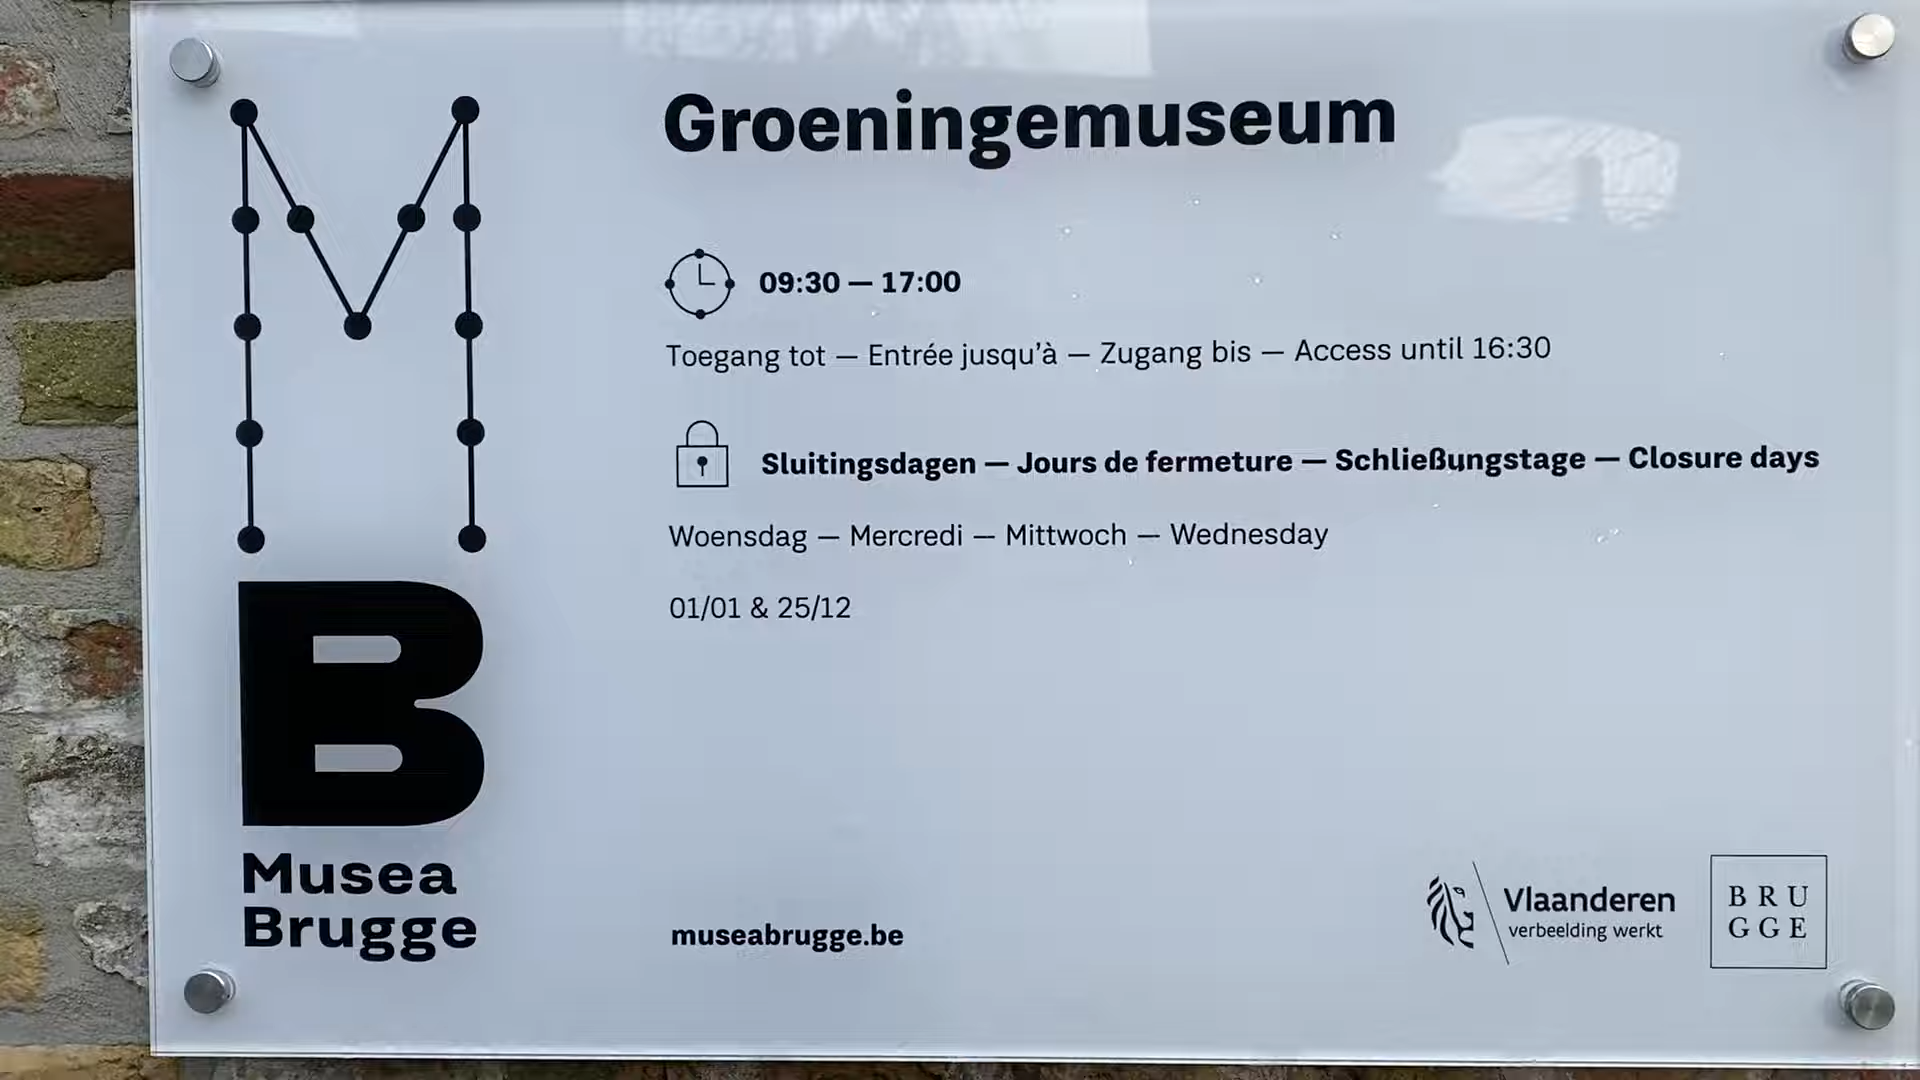 Groeningemuseum
09:30 — 17:00
Toegang tot — Entrée jusqu'à — Zugang bis — Access until 16:30
Sluitingsdagen — Jours de fermeture — Schließungstage — Closure days
Woensdag — Mercredi — Mittwoch — Wednesday
01/01 & 25/12
M
B
Musea
Brugge
museabrugge.be
Vlaanderen
verbeelding werkt
BRU
GGE